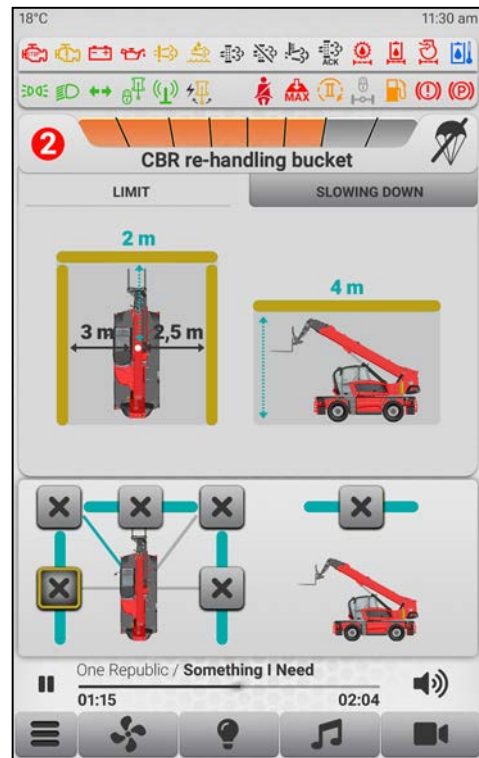 18°C 11:30 am
STOP
ACK
MAX
2
CBR re-handling bucket
LIMIT SLOWING DOWN
2 m
4 m
3 m 2,5 m
One Republic / Something I Need
01:15 02:04